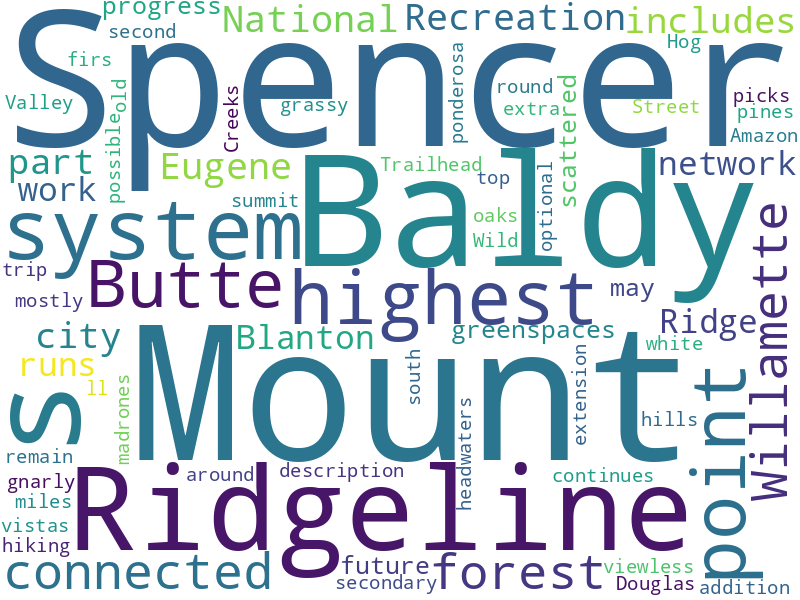 progress
National
Recreation
includes
second
Hog
firs
Spencer
ponderosa
round
scattered
picks
Valley
old
Creeks
grassy
extra
Street
pines
possible
Amazon
part
Eugene
Trailhead
Baldy
optional
network
work
top
system
summit
oaks
Wild
Willamette
trip
Butte
highest
may
mostly
city
Blanton
greenspaces
Ridge
runs
white
s
ll
Mount
south
extension
point
madrones
headwaters
hills
remain
gnarly
Ridgeline
around
description
continues
miles
vistas
hiking
connected
future
forest
viewless
secondary
Douglas
addition